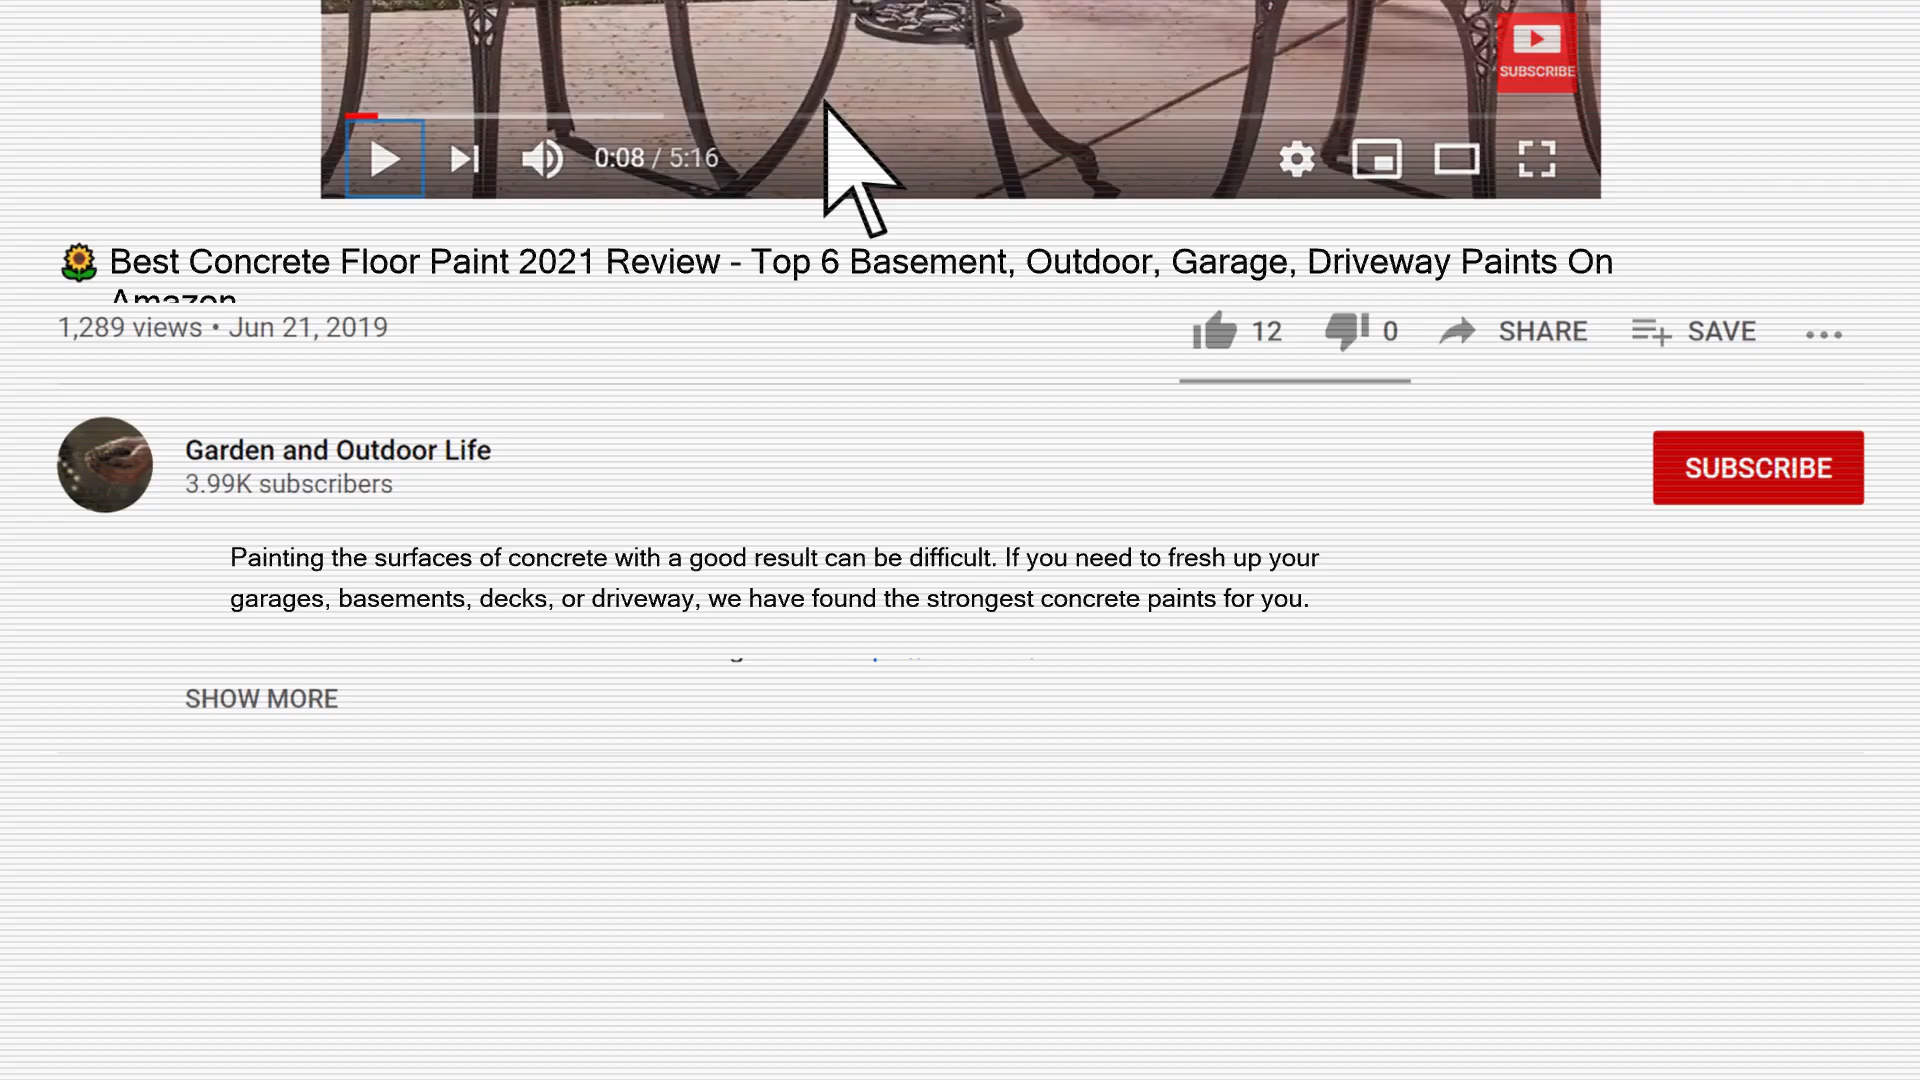 SUBSCRIBE
0:08 / 5:16
🌻 Best Concrete Floor Paint 2021 Review - Top 6 Basement, Outdoor, Garage, Driveway Paints On
Amazon
1,289 views • Jun 21, 2019
12 0 SHARE SAVE ...
Garden and Outdoor Life
3.99K subscribers
SUBSCRIBE
Painting the surfaces of concrete with a good result can be difficult. If you need to fresh up your
garages, basements, decks, or driveway, we have found the strongest concrete paints for you.
SHOW MORE